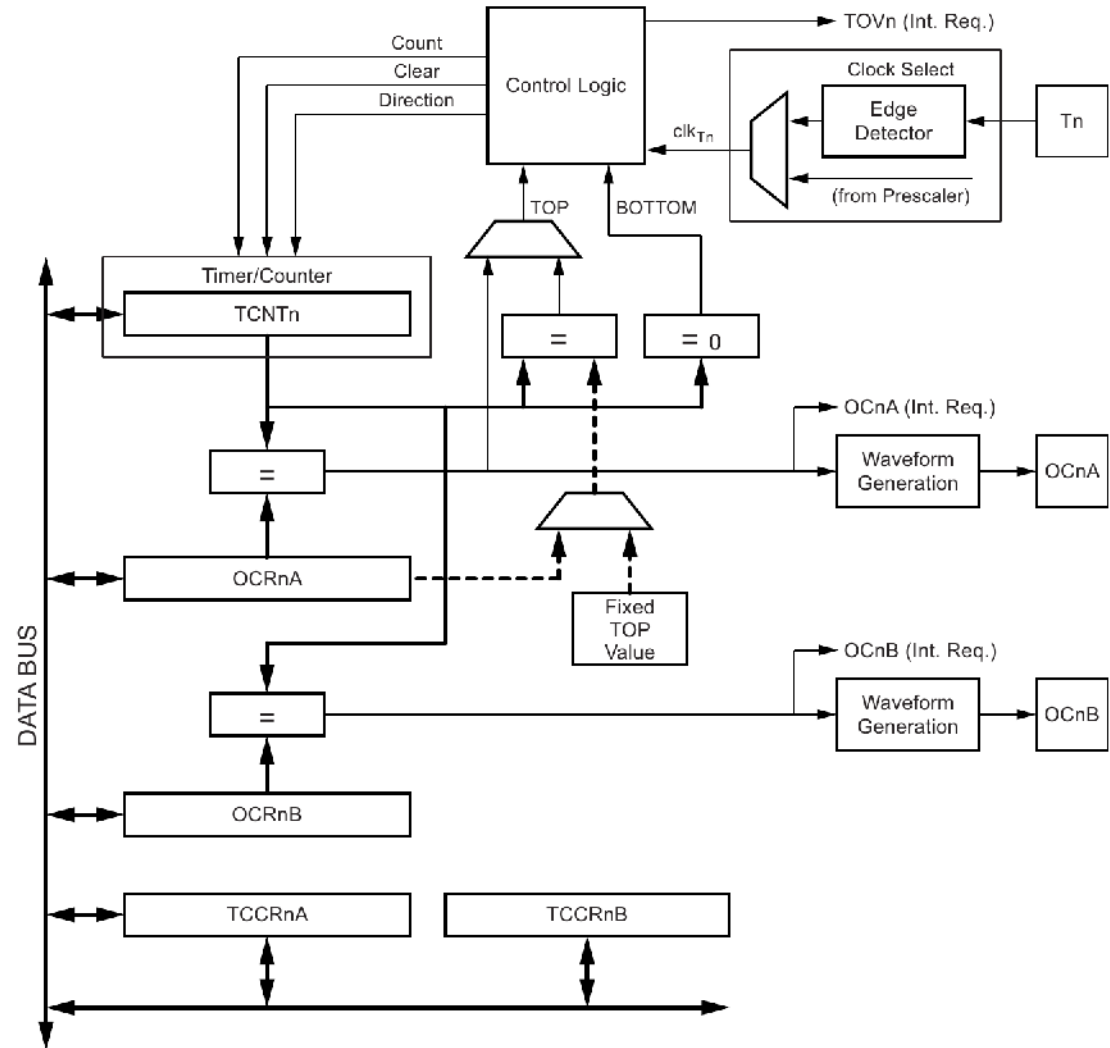 TOVn (Int. Req.)
Count
Clear
Direction
Control Logic
Clock Select
Edge
Detector
Tn
clkTn
(from Prescaler)
TOP
BOTTOM
Timer/Counter
TCNTn
=
= 0
OCnA (Int. Req.)
=
Waveform
Generation
OCnA
OCRnA
Fixed
TOP
Value
OCnB (Int. Req.)
=
Waveform
Generation
OCnB
DATA BUS
OCRnB
TCCRnA
TCCRnB